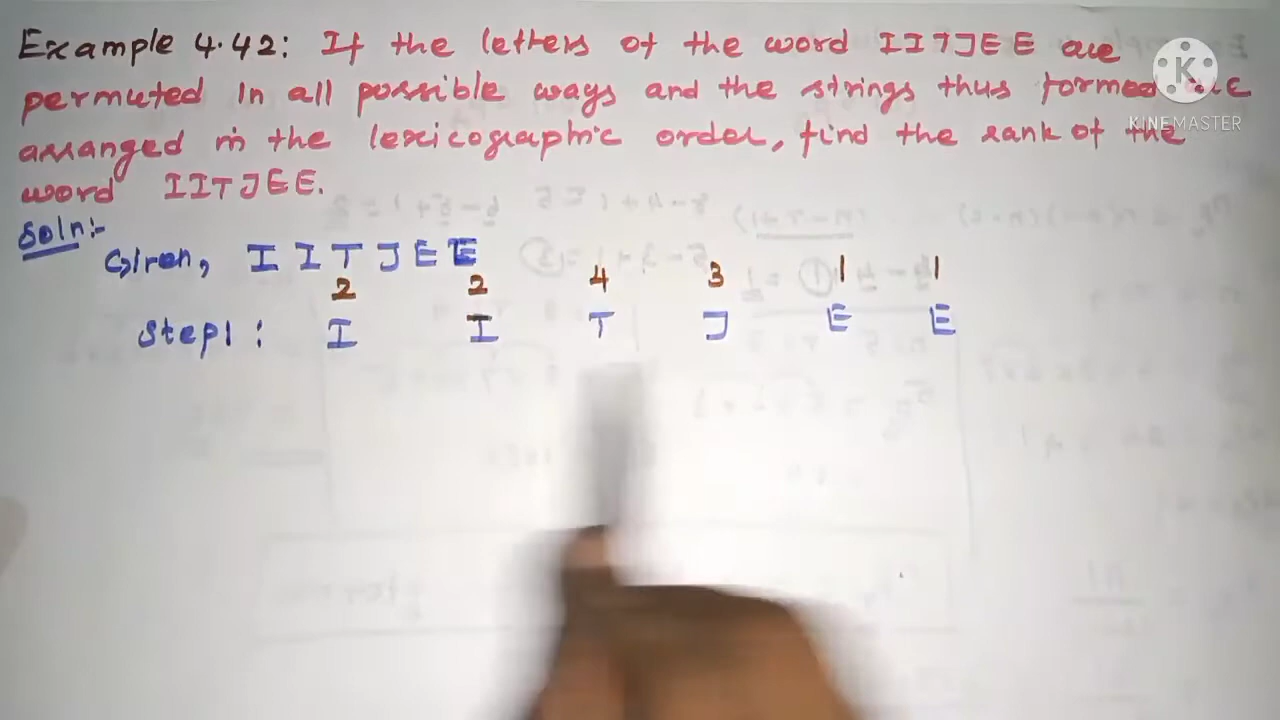 Example 4.42: If the letters of the word IITJEE are
permuted in all possible ways and the strings thus formed are
arranged in the lexicographic order, find the rank of the
word IITJEE.
Soln:-
Given, I I T J E E
2 2 4 3 1 1
Step1: I I T J E E
K
KINEMASTER